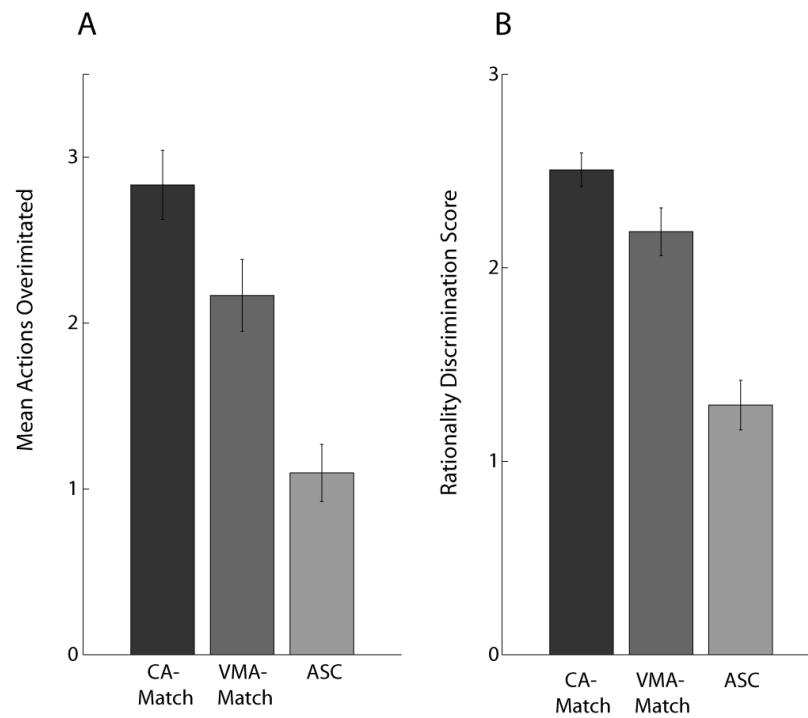 A
Mean Actions Overimitated
3
2
1
0
CA-
Match
VMA-
Match
ASC
B
Rationality Discrimination Score
3
2
1
0
CA-
Match
VMA-
Match
ASC